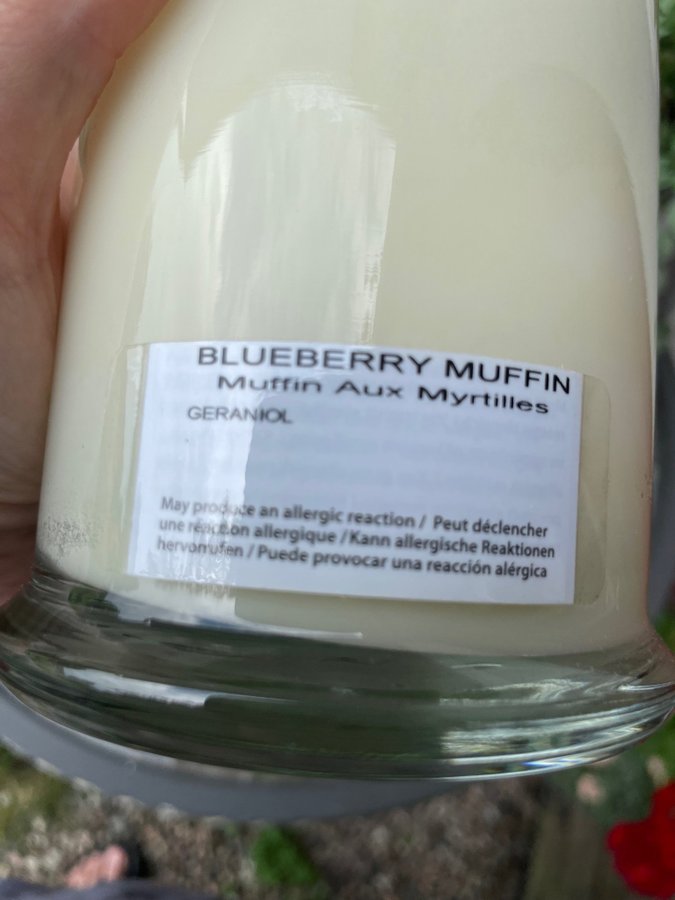 BLUEBERRY MUFFIN
Muffin Aux Myrtilles
GERANIOL
May produce an allergic reaction / Peut déclencher
une réaction allergique / Kann allergische Reaktionen
hervorrufen / Puede provocar una reacción alérgica